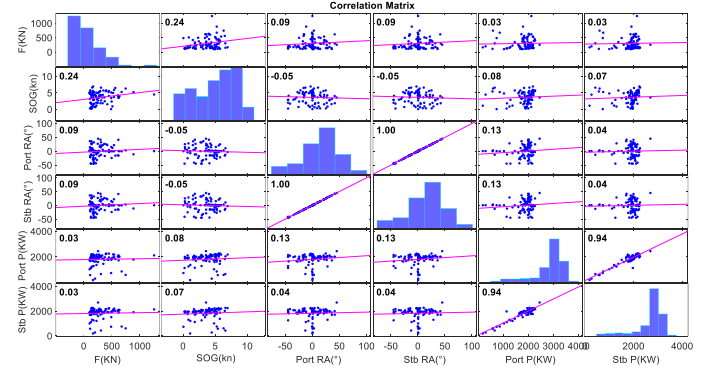 Correlation Matrix
F(KN) 1000 500 0 0.24 0.09 0.09 0.03 0.03
SOG(kn) 10 5 0 0.24 -0.05 -0.05 0.08 0.07
Port RA(°) 100 50 0 -50 0.09 -0.05 1.00 0.13 0.04
Stb RA(°) 100 50 0 -50 0.09 -0.05 1.00 0.13 0.04
Port P(KW) 4000 2000 0.03 0.08 0.13 0.13 0.94
Stb P(KW) 4000 2000 0 0.03 0.07 0.04 0.04 0.94
0 500 1000 0 5 10 -50 0 50 100 -50 0 50 100 1000 2000 3000 4000 0 2000 4000
F(KN) SOG(kn) Port RA(°) Stb RA(°) Port P(KW) Stb P(KW)